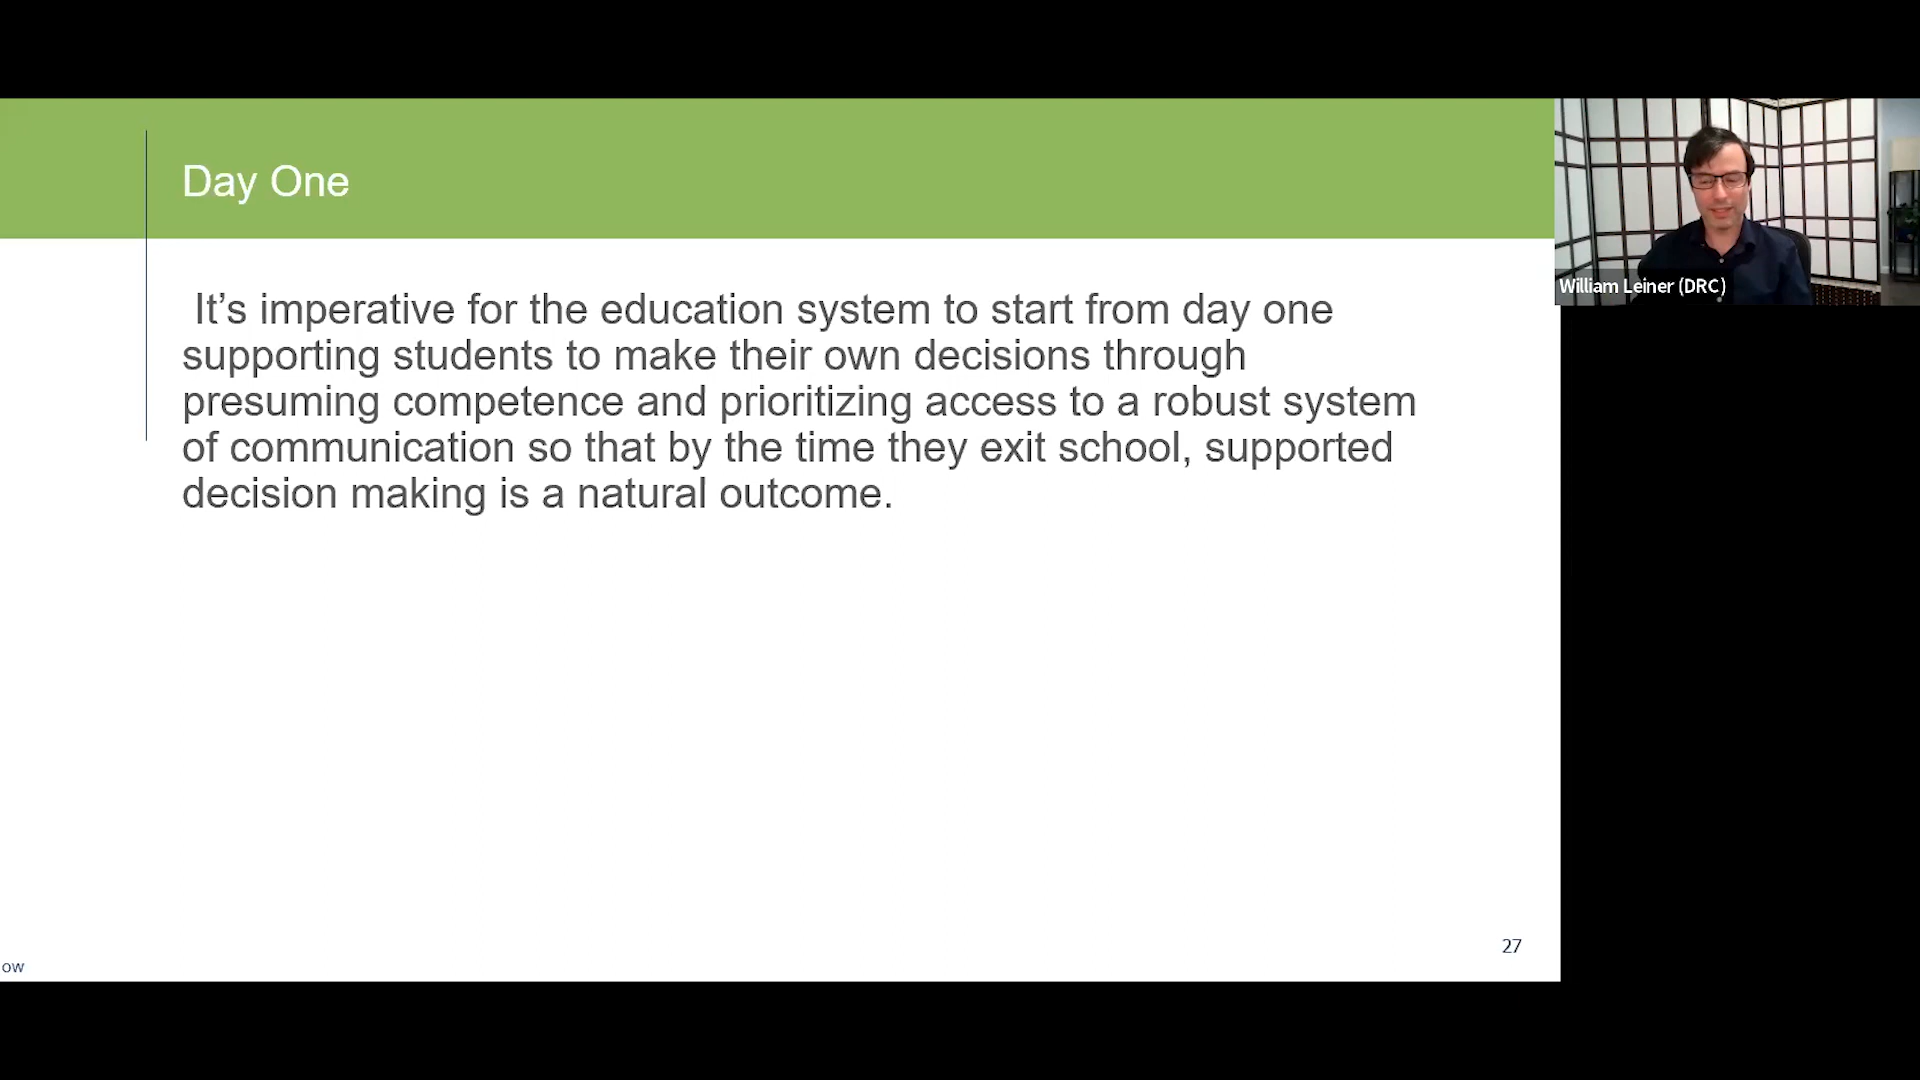 Day One
It’s imperative for the education system to start from day one
supporting students to make their own decisions through
presuming competence and prioritizing access to a robust system
of communication so that by the time they exit school, supported
decision making is a natural outcome.
William Leiner (DRC)
27
ow